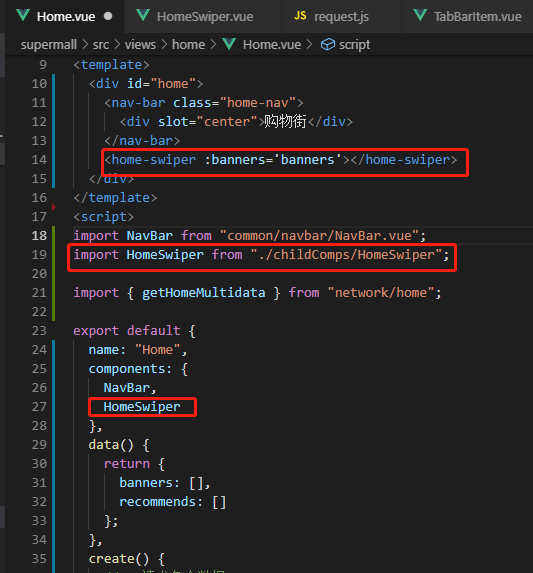 Home.vue HomeSwiper.vue JS request.js TabBarItem.vue
supermall > src > views > home > Home.vue > script
9 <template>
10 <div id="home">
11 <nav-bar class="home-nav">
12 <div slot="center">购物街</div>
13 </nav-bar>
14 <home-swiper :banners='banners'></home-swiper>
15 </div>
16 </template>
17 <script>
18 import NavBar from "common/navbar/NavBar.vue";
19 import HomeSwiper from "./childComps/HomeSwiper";
20
21 import { getHomeMultidata } from "network/home";
22
23 export default {
24 name: "Home",
25 components: {
26 NavBar,
27 HomeSwiper
28 },
29 data() {
30 return {
31 banners: [],
32 recommends: []
33 };
34 },
35 create() {